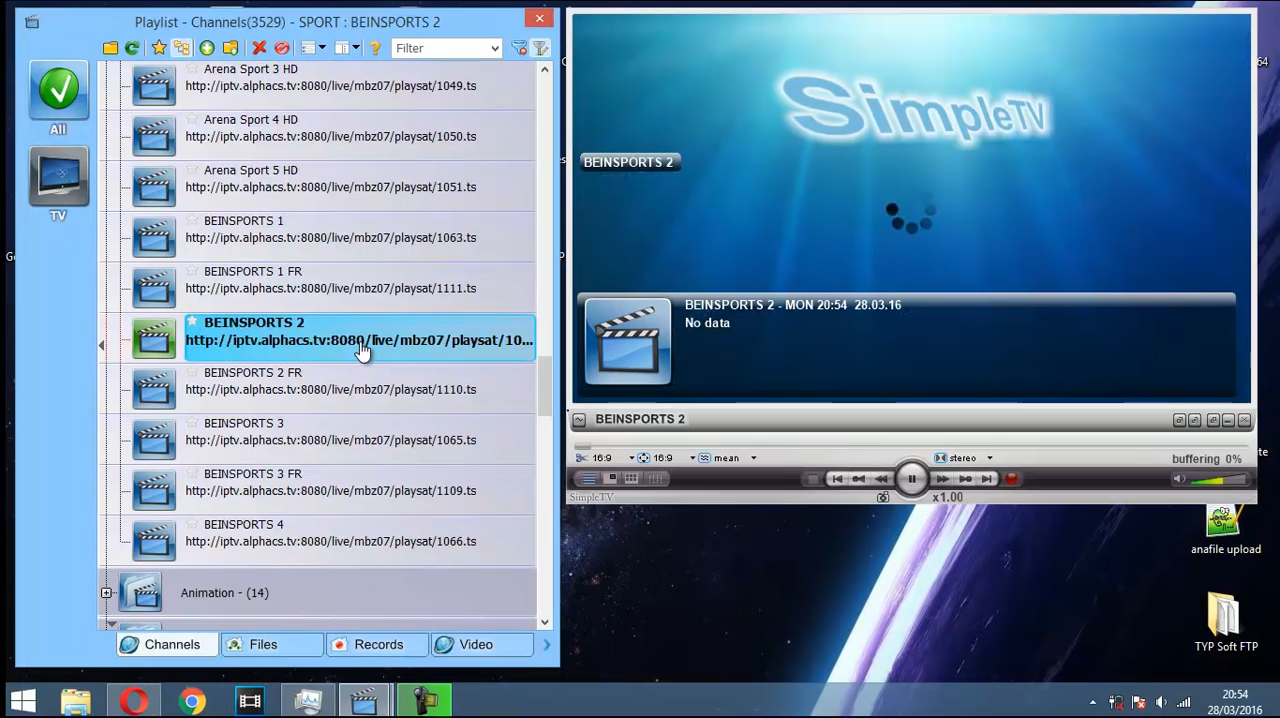 Playlist - Channels(3529) - SPORT : BEINSPORTS 2
Filter
All
TV
Arena Sport 3 HD
http://iptv.alphacs.tv:8080/live/mbz07/playsat/1049.ts
Arena Sport 4 HD
http://iptv.alphacs.tv:8080/live/mbz07/playsat/1050.ts
Arena Sport 5 HD
http://iptv.alphacs.tv:8080/live/mbz07/playsat/1051.ts
BEINSPORTS 1
http://iptv.alphacs.tv:8080/live/mbz07/playsat/1063.ts
BEINSPORTS 1 FR
http://iptv.alphacs.tv:8080/live/mbz07/playsat/1111.ts
BEINSPORTS 2
http://iptv.alphacs.tv:8080/live/mbz07/playsat/10...
BEINSPORTS 2 FR
http://iptv.alphacs.tv:8080/live/mbz07/playsat/1110.ts
BEINSPORTS 3
http://iptv.alphacs.tv:8080/live/mbz07/playsat/1065.ts
BEINSPORTS 3 FR
http://iptv.alphacs.tv:8080/live/mbz07/playsat/1109.ts
BEINSPORTS 4
http://iptv.alphacs.tv:8080/live/mbz07/playsat/1066.ts
Animation - (14)
Channels
Files
Records
Video
SimpleTV
BEINSPORTS 2
BEINSPORTS 2 - MON 20:54 28.03.16
No data
BEINSPORTS 2
16:9
16:9
mean
stereo
buffering 0%
SimpleTV
x1.00
64
anafile upload
TYP Soft FTP
20:54
28/03/2016